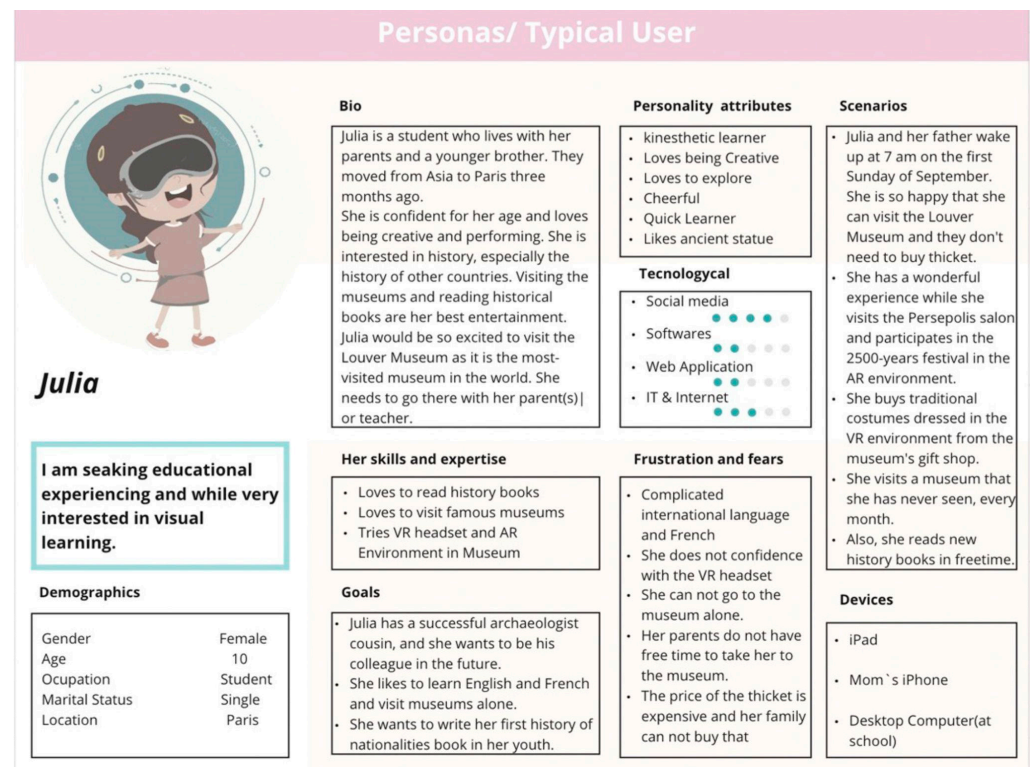 Personas/ Typical User
Julia
I am seeking educational
experiencing and while very
interested in visual
learning.
Demographics
Gender Female
Age 10
Ocupation Student
Marital Status Single
Location Paris
Bio
Julia is a student who lives with her
parents and a younger brother. They
moved from Asia to Paris three
months ago.
She is confident for her age and loves
being creative and performing. She is
interested in history, especially the
history of other countries. Visiting the
museums and reading historical
books are her best entertainment.
Julia would be so excited to visit the
Louver Museum as it is the most-
visited museum in the world. She
needs to go there with her parent(s)|
or teacher.
Her skills and expertise
• Loves to read history books
• Loves to visit famous museums
• Tries VR headset and AR
Environment in Museum
Goals
• Julia has a successful archaeologist
cousin, and she wants to be his
colleague in the future.
• She likes to learn English and French
and visit museums alone.
• She wants to write her first history of
nationalities book in her youth.
Personality attributes
• kinesthetic learner
• Loves being Creative
• Loves to explore
• Cheerful
• Quick Learner
• Likes ancient statue
Tecnologycal
• Social media
• Softwares
• Web Application
• IT & Internet
Frustration and fears
• Complicated
international language
and French
• She does not confidence
with the VR headset
• She can not go to the
museum alone.
• Her parents do not have
free time to take her to
the museum.
• The price of the thicket is
expensive and her family
can not buy that
Scenarios
• Julia and her father wake
up at 7 am on the first
Sunday of September.
She is so happy that she
can visit the Louver
Museum and they don't
need to buy thicket.
• She has a wonderful
experience while she
visits the Persepolis salon
and participates in the
2500-years festival in the
AR environment.
• She buys traditional
costumes dressed in the
VR environment from the
museum's gift shop.
• She visits a museum that
she has never seen, every
month.
• Also, she reads new
history books in freetime.
Devices
• iPad
• Mom`s iPhone
• Desktop Computer(at
school)